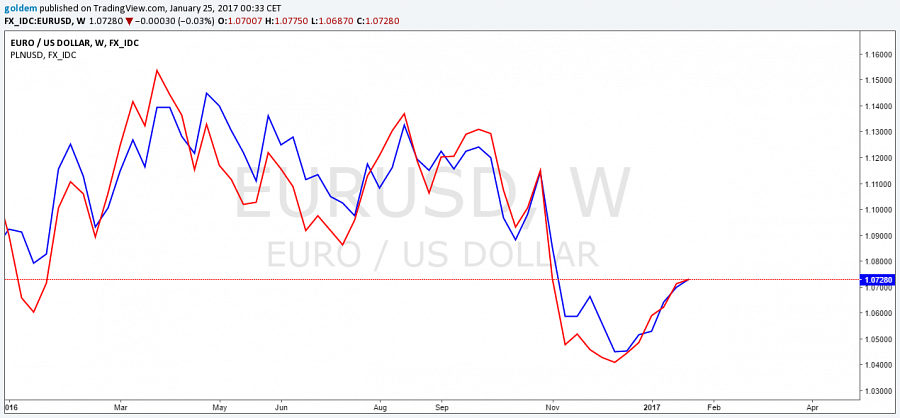 goldem published on TradingView.com, January 25, 2017 00:33 CET
FX_IDC:EURUSD, W 1.07280 ▼ −0.00030 (−0.03%) O:1.07007 H:1.07750 L:1.06870 C:1.07280
EURO / US DOLLAR, W, FX_IDC
PLNUSD, FX_IDC
EURUSD, W
EURO / US DOLLAR
1.16000
1.15000
1.14000
1.13000
1.12000
1.11000
1.10000
1.09000
1.08000
1.07280
1.07000
1.06000
1.05000
1.04000
1.03000
2016 Mar May Jun Aug Sep Nov 2017 Feb Apr